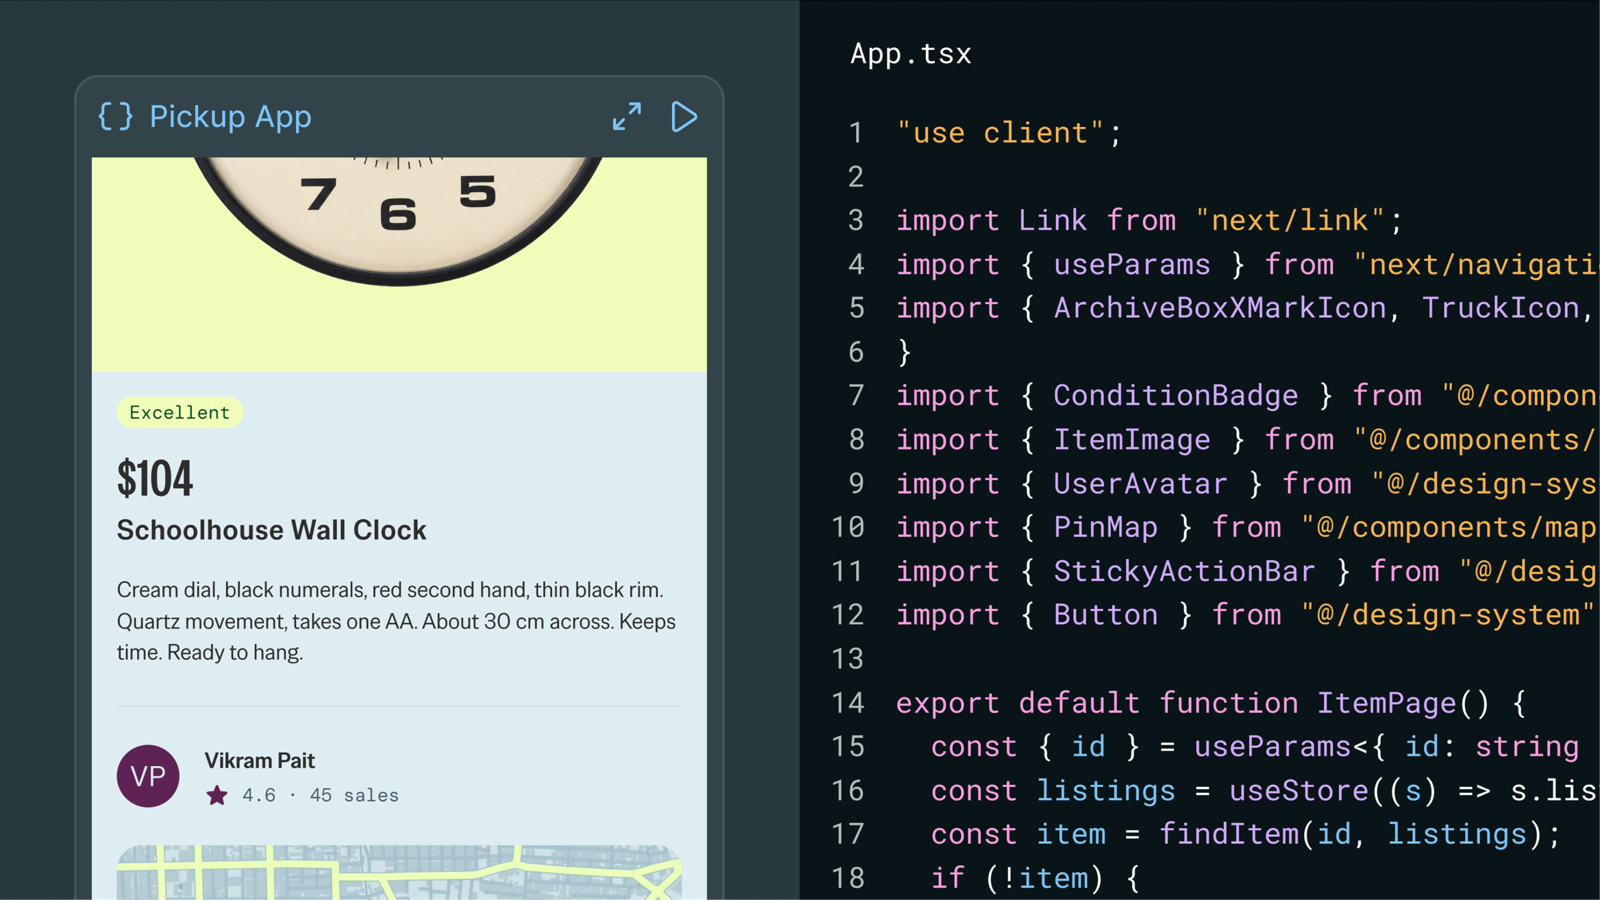 {} Pickup App
7 6 5
Excellent
$104
Schoolhouse Wall Clock
Cream dial, black numerals, red second hand, thin black rim.
Quartz movement, takes one AA. About 30 cm across. Keeps
time. Ready to hang.
VP
Vikram Pait
4.6 · 45 sales
App.tsx
1 "use client";
2
3 import Link from "next/link";
4 import { useParams } from "next/navigati
5 import { ArchiveBoxXMarkIcon, TruckIcon,
6 }
7 import { ConditionBadge } from "@/compon
8 import { ItemImage } from "@/components/
9 import { UserAvatar } from "@/design-sys
10 import { PinMap } from "@/components/map
11 import { StickyActionBar } from "@/desig
12 import { Button } from "@/design-system"
13
14 export default function ItemPage() {
15 const { id } = useParams<{ id: string
16 const listings = useStore((s) => s.lis
17 const item = findItem(id, listings);
18 if (!item) {